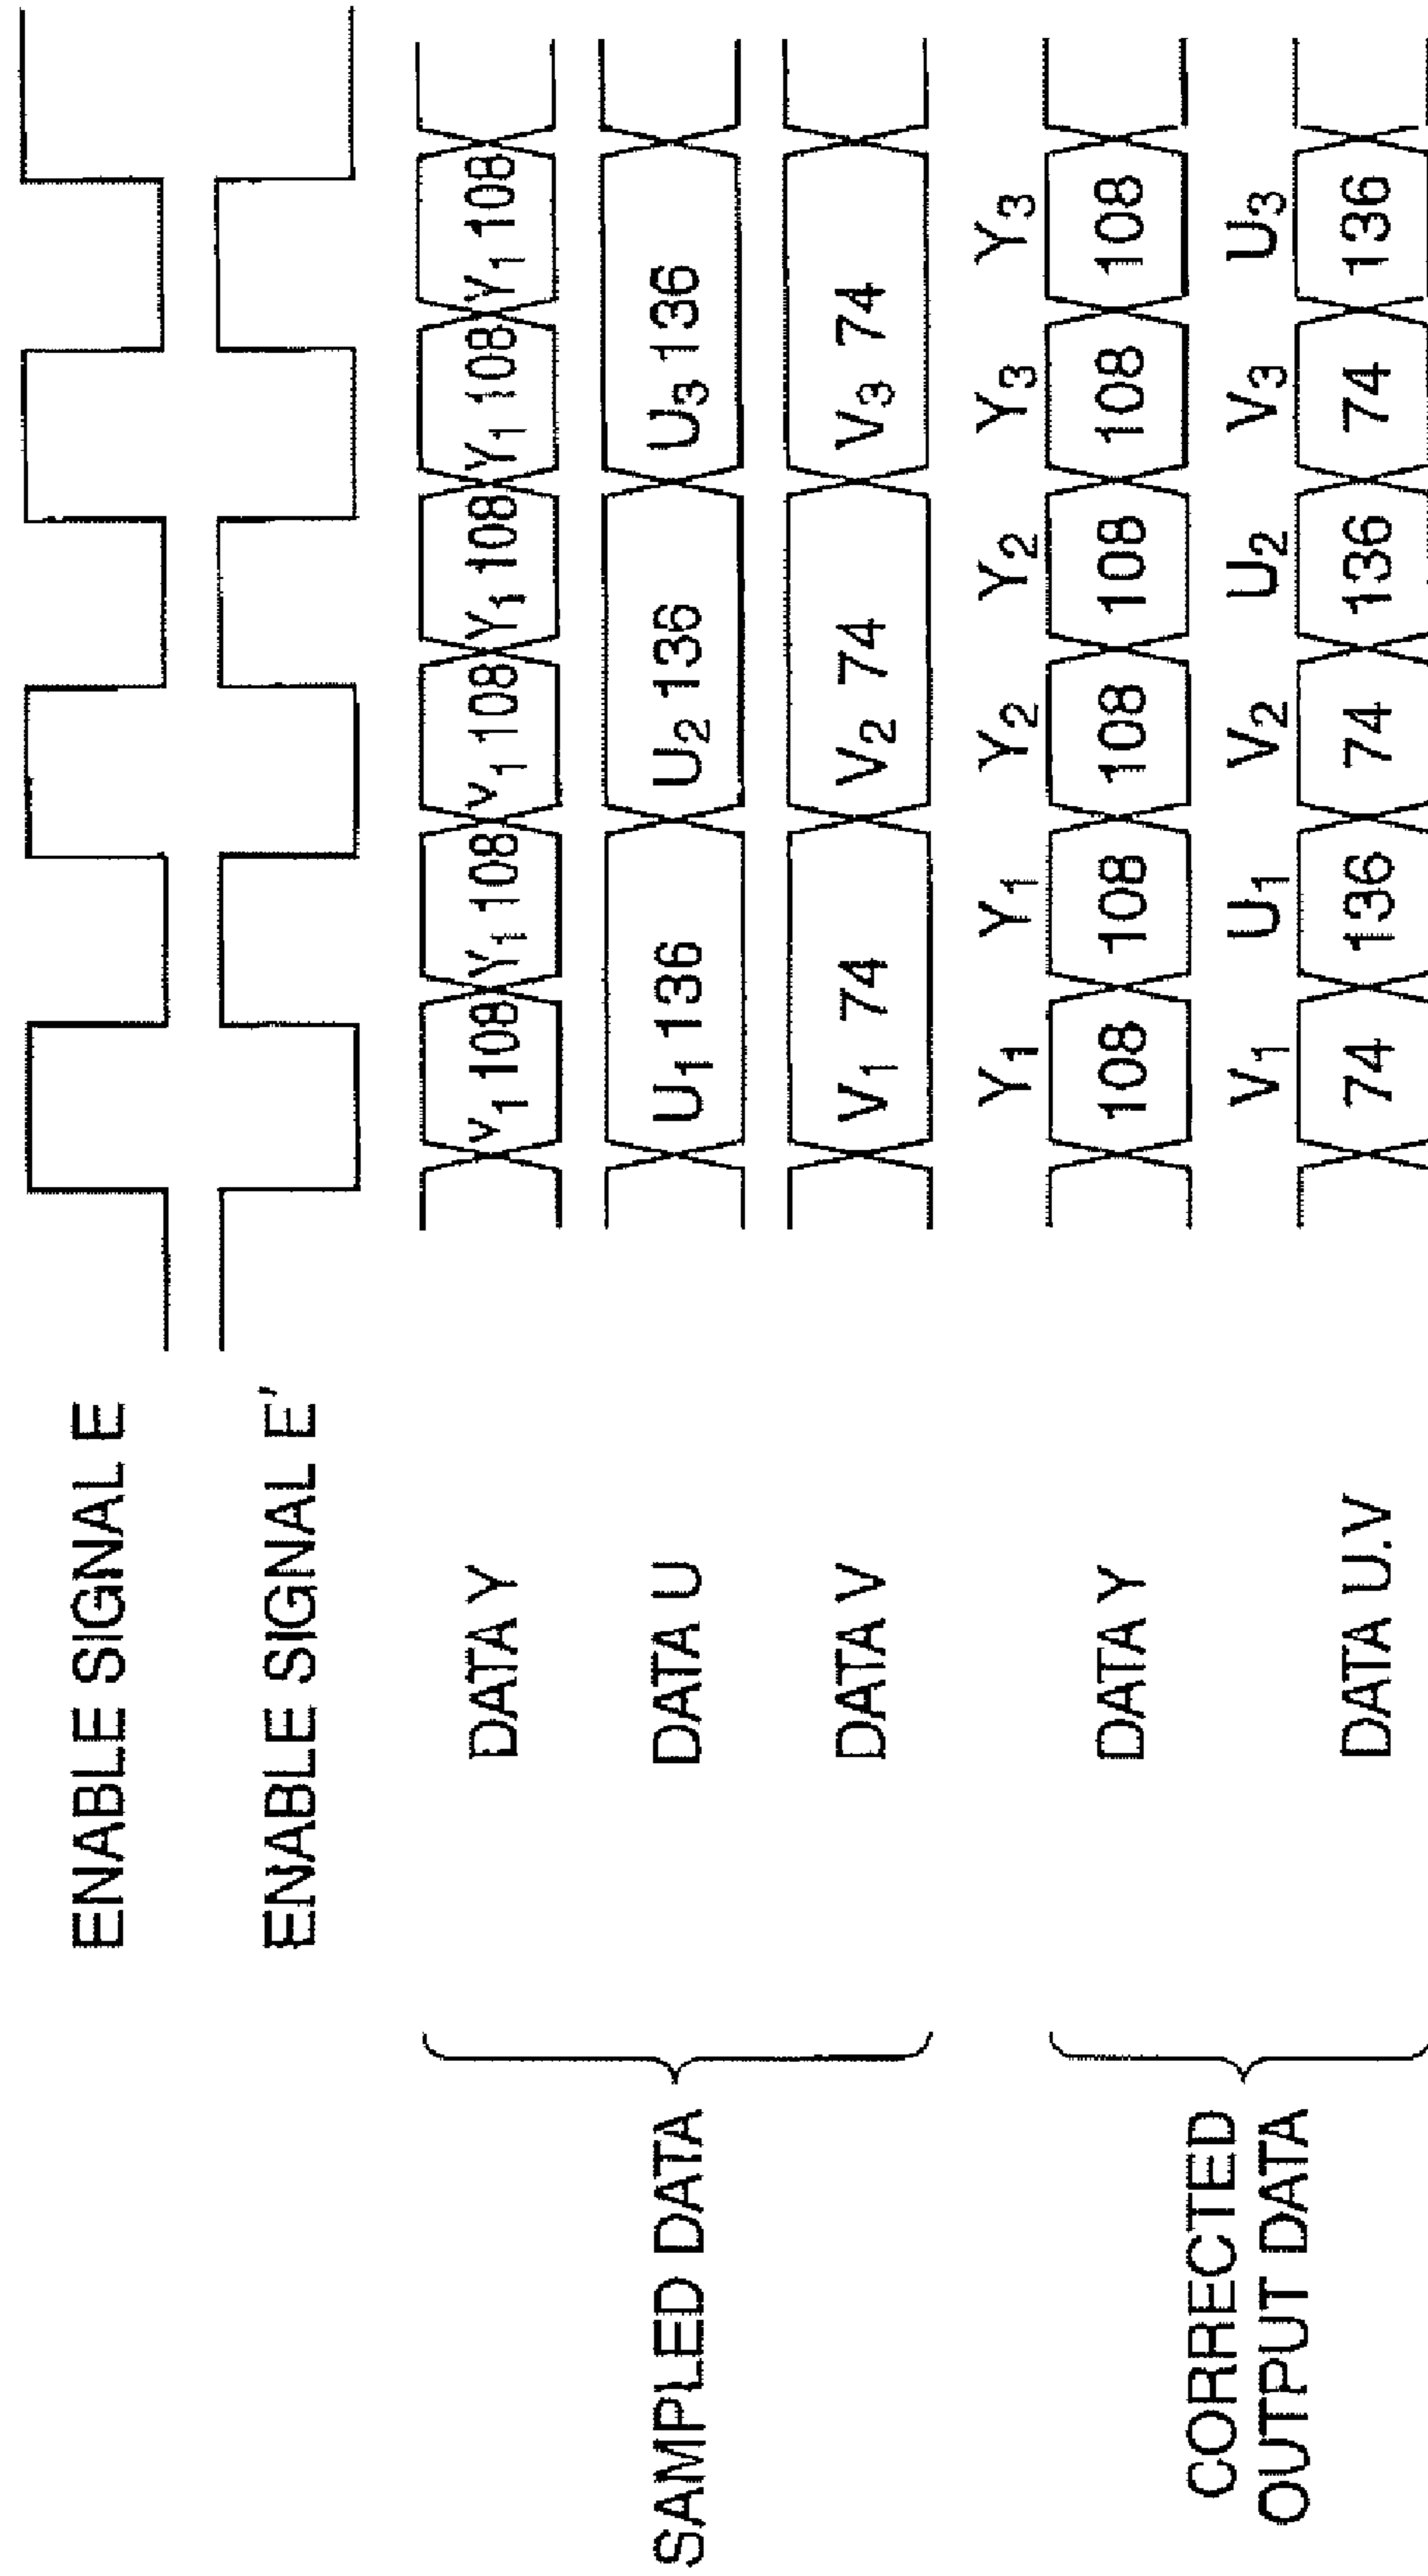 ENABLE SIGNAL E
ENABLE SIGNAL E'
SAMPLED DATA
DATA Y
Y1 108 Y1 108 Y1 108 Y1 108 Y1 108 Y1 108
DATA U
U1 136 U2 136 U3 136
DATA V
V1 74 V2 74 V3 74
CORRECTED
OUTPUT DATA
Y1 Y1 Y2 Y2 Y3 Y3
DATA Y
108 108 108 108 108 108
V1 U1 V2 U2 V3 U3
DATA U.V
74 136 74 136 74 136